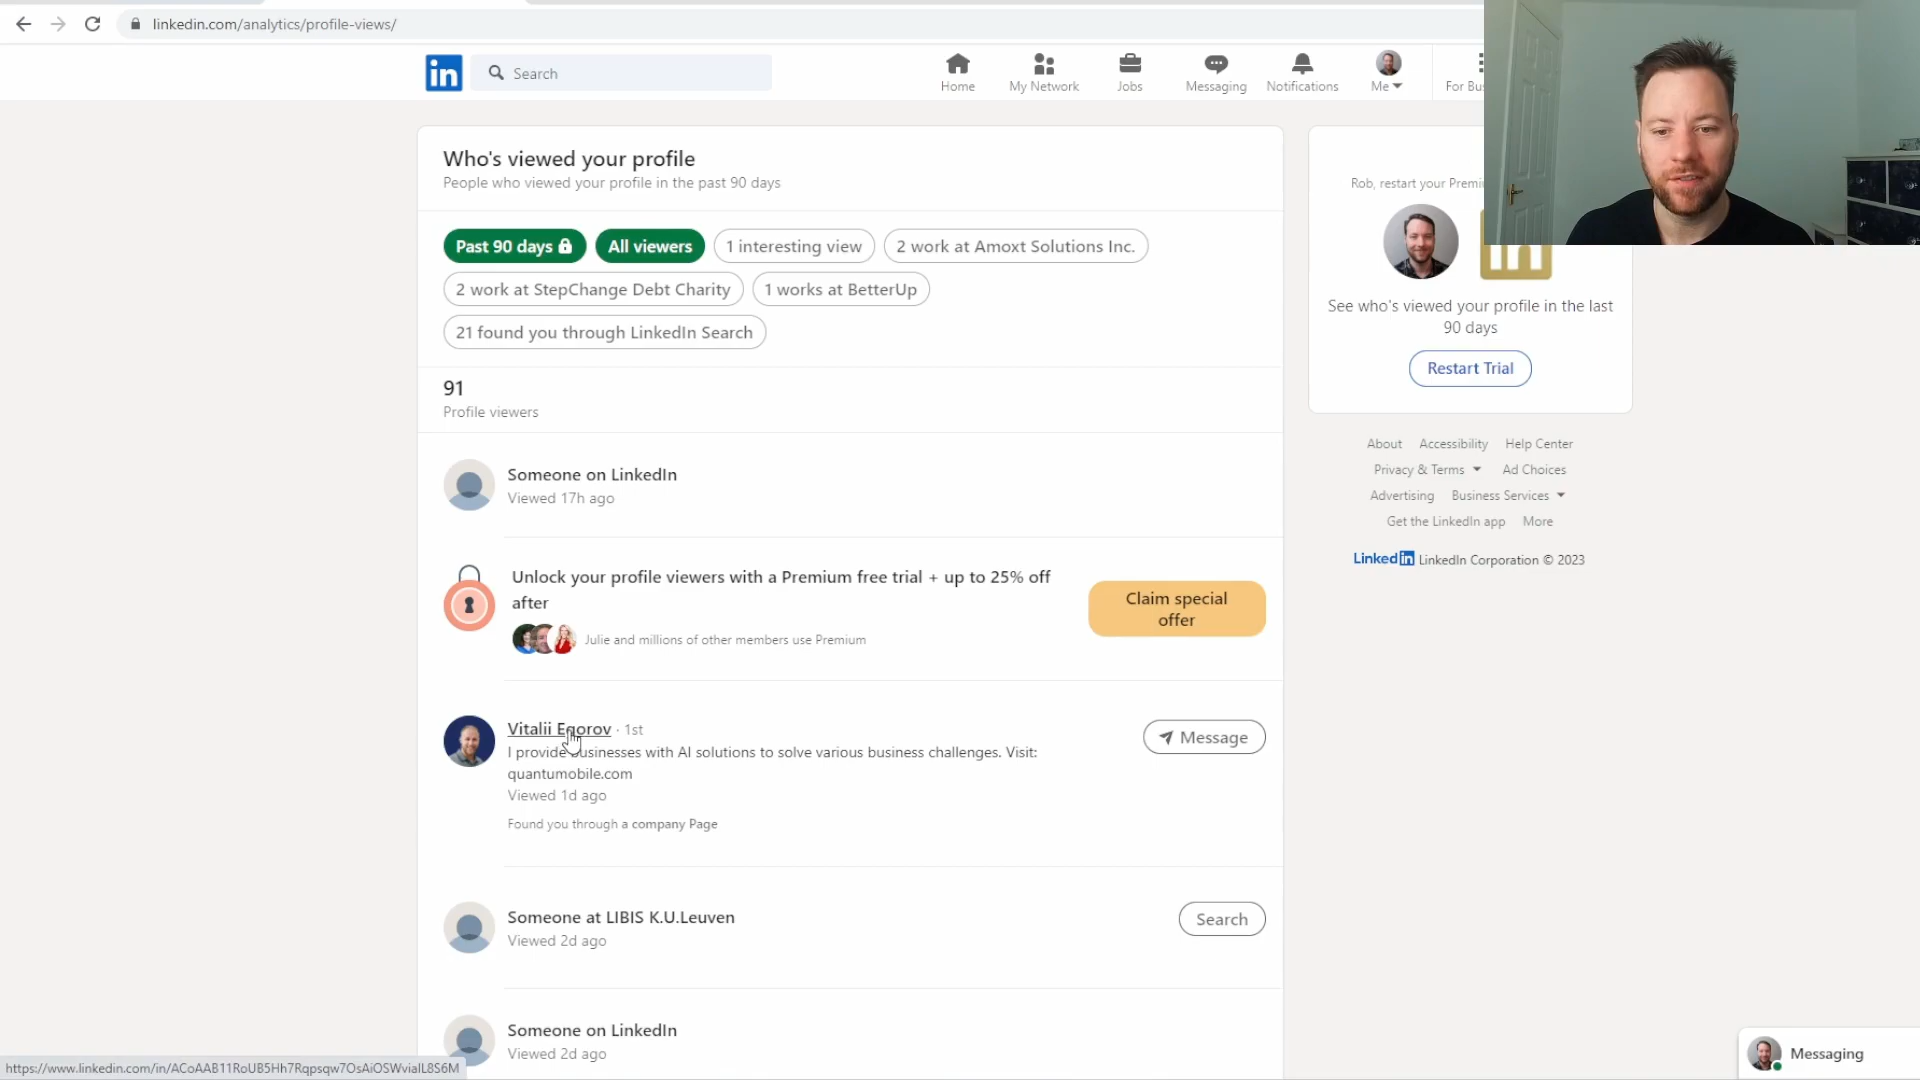 linkedin.com/analytics/profile-views/
in
Search
Home
My Network
Jobs
Messaging
Notifications
Me
For Bus
Who's viewed your profile
People who viewed your profile in the past 90 days
Past 90 days
All viewers
1 interesting view
2 work at Amoxt Solutions Inc.
2 work at StepChange Debt Charity
1 works at BetterUp
21 found you through LinkedIn Search
91
Profile viewers
Someone on LinkedIn
Viewed 17h ago
Unlock your profile viewers with a Premium free trial + up to 25% off
after
Julie and millions of other members use Premium
Claim special
offer
Vitalii Egorov · 1st
I provide businesses with AI solutions to solve various business challenges. Visit:
quantumobile.com
Viewed 1d ago
Found you through a company Page
Message
Someone at LIBIS K.U.Leuven
Viewed 2d ago
Search
Someone on LinkedIn
Viewed 2d ago
Rob, restart your Premi
in
See who's viewed your profile in the last
90 days
Restart Trial
About Accessibility Help Center
Privacy & Terms Ad Choices
Advertising Business Services
Get the LinkedIn app More
LinkedIn LinkedIn Corporation © 2023
Messaging